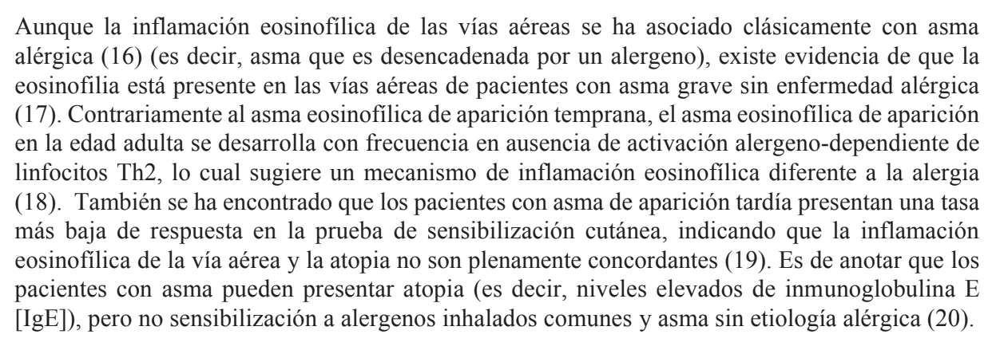 Aunque la inflamación eosinofílica de las vías aéreas se ha asociado clásicamente con asma
alérgica (16) (es decir, asma que es desencadenada por un alergeno), existe evidencia de que la
eosinofilia está presente en las vías aéreas de pacientes con asma grave sin enfermedad alérgica
(17). Contrariamente al asma eosinofílica de aparición temprana, el asma eosinofílica de aparición
en la edad adulta se desarrolla con frecuencia en ausencia de activación alergeno-dependiente de
linfocitos Th2, lo cual sugiere un mecanismo de inflamación eosinofílica diferente a la alergia
(18).  También se ha encontrado que los pacientes con asma de aparición tardía presentan una tasa
más baja de respuesta en la prueba de sensibilización cutánea, indicando que la inflamación
eosinofílica de la vía aérea y la atopia no son plenamente concordantes (19). Es de anotar que los
pacientes con asma pueden presentar atopia (es decir, niveles elevados de inmunoglobulina E
[IgE]), pero no sensibilización a alergenos inhalados comunes y asma sin etiología alérgica (20).